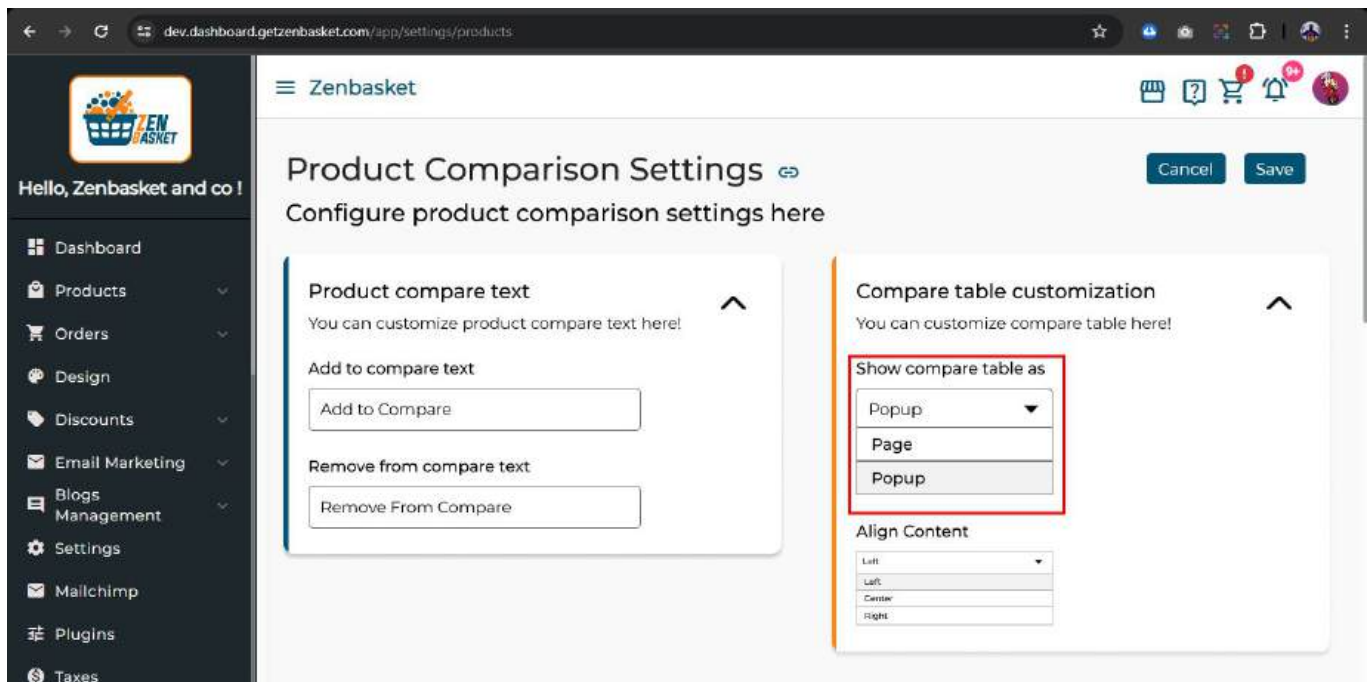 dev.dashboard.getzenbasket.com/app/settings/products
ZEN
BASKET
Hello, Zenbasket and co !
Dashboard
Products
Orders
Design
Discounts
Email Marketing
Blogs
Management
Settings
Mailchimp
Plugins
Taxes
Zenbasket
!
9+
Product Comparison Settings
Cancel
Save
Configure product comparison settings here
Product compare text
You can customize product compare text here!
Add to compare text
Add to Compare
Remove from compare text
Remove From Compare
Compare table customization
You can customize compare table here!
Show compare table as
Popup
Page
Popup
Align Content
Left
Left
Center
Right